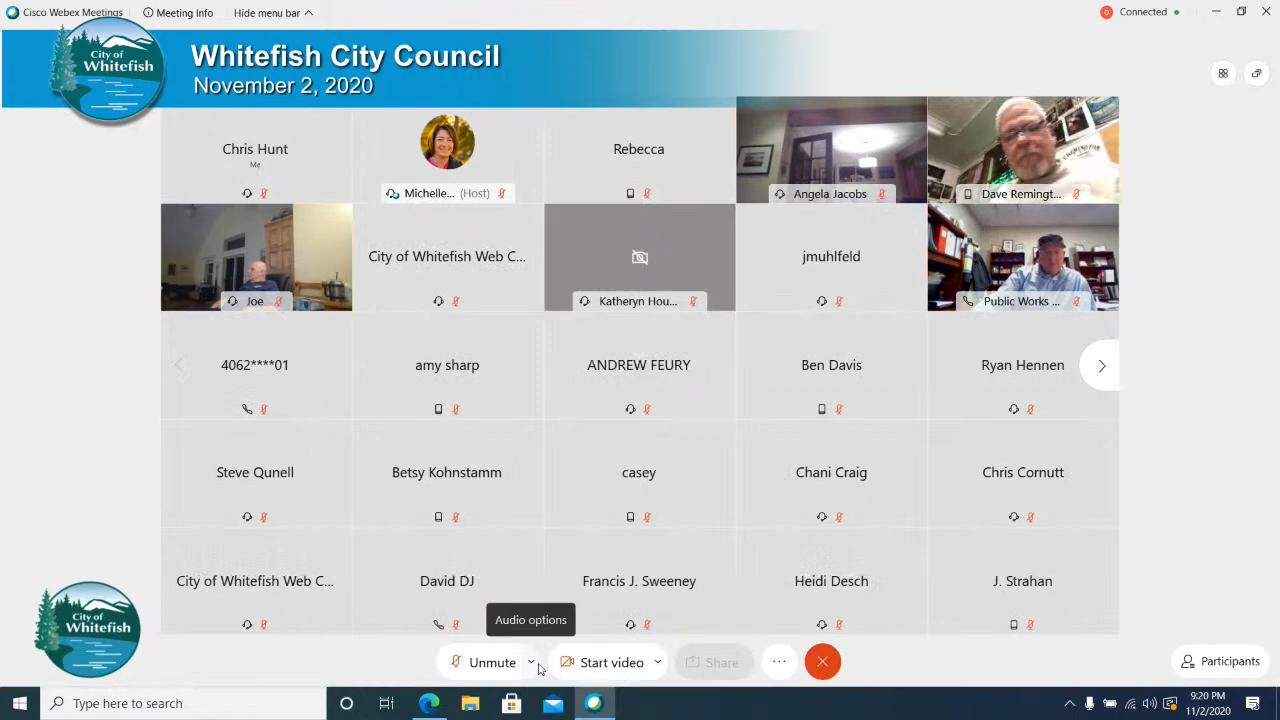 Cisco Webex Meetings
Meeting Info
Hide menu bar
Connected
City of
Whitefish
Whitefish City Council
November 2, 2020
Chris Hunt
Me
Michelle... (Host)
Rebecca
Angela Jacobs
Dave Remingt...
Joe
City of Whitefish Web C...
Katheryn Hou...
jmuhlfeld
Public Works ...
4062****01
amy sharp
ANDREW FEURY
Ben Davis
Ryan Hennen
Steve Qunell
Betsy Kohnstamm
casey
Chani Craig
Chris Cornutt
City of Whitefish Web C...
David DJ
Francis J. Sweeney
Heidi Desch
J. Strahan
City of
Whitefish
Audio options
Unmute
Start video
Share
Participants
Type here to search
9:20 PM
11/2/2020